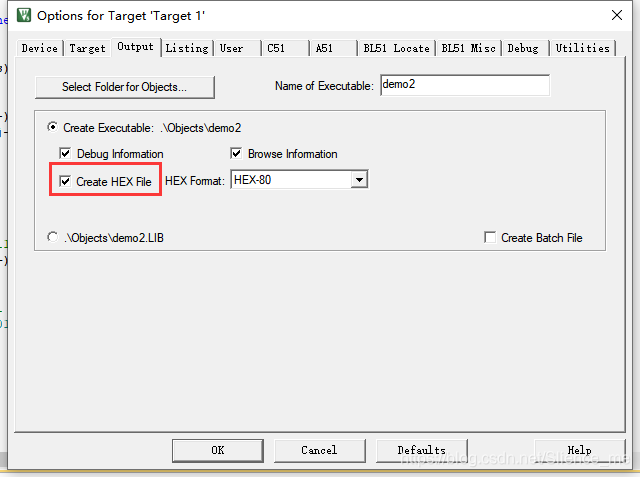 Options for Target 'Target 1'
Device Target Output Listing User C51 A51 BL51 Locate BL51 Misc Debug Utilities
Select Folder for Objects... Name of Executable: demo2
Create Executable: .\Objects\demo2
Debug Information Browse Information
Create HEX File HEX Format: HEX-80
.\Objects\demo2.LIB Create Batch File
OK Cancel Defaults Help
https://blog.csdn.net/Silence_me